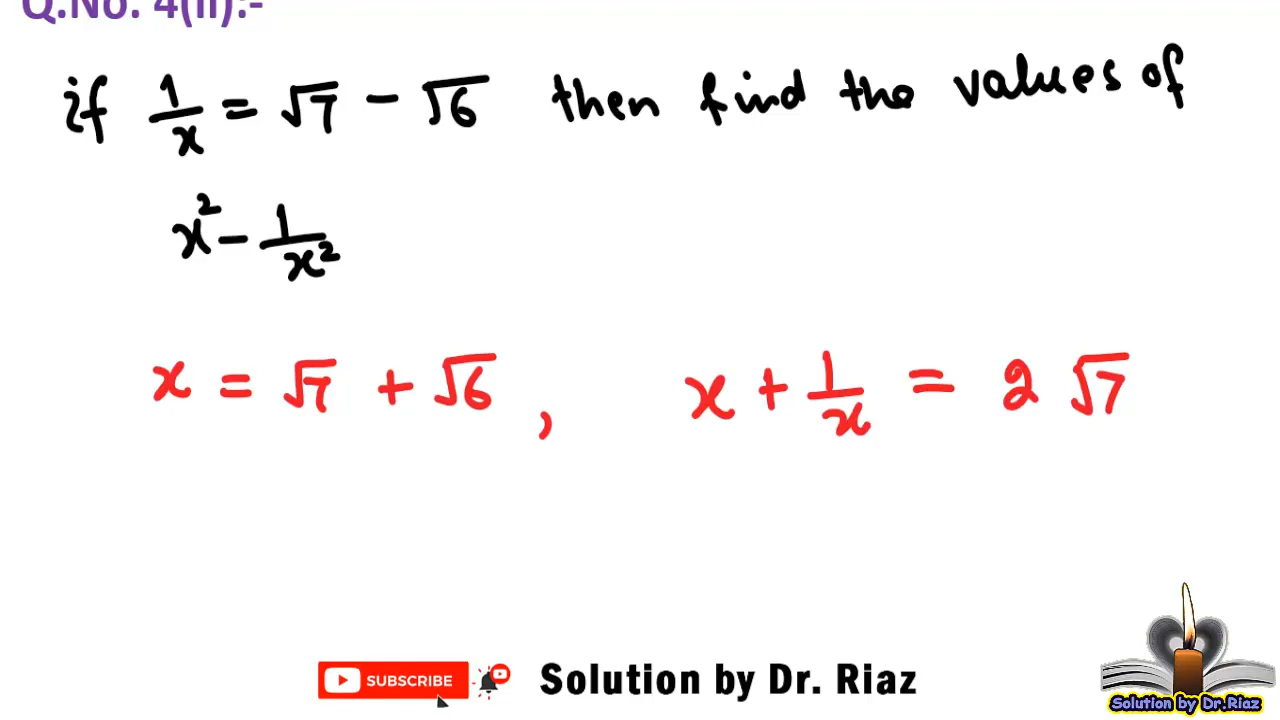 Q.No. 4(ii):-
if 1/x = √7 − √6 then find the values of
x² − 1/x²
x = √7 + √6 , x + 1/x = 2√7
SUBSCRIBE Solution by Dr. Riaz
Solution by Dr.Riaz